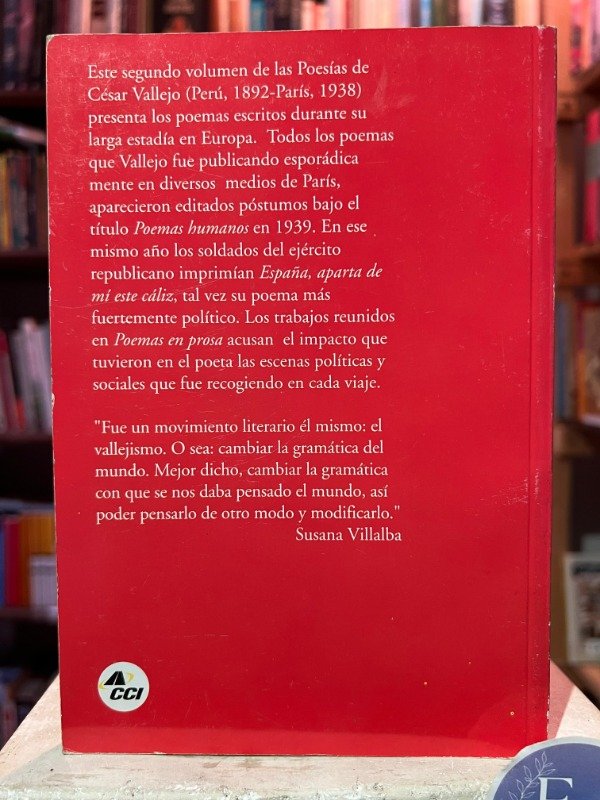 Este segundo volumen de las Poesías de
César Vallejo (Perú, 1892-París, 1938)
presenta los poemas escritos durante su
larga estadía en Europa. Todos los poemas
que Vallejo fue publicando esporádica
mente en diversos medios de París,
aparecieron editados póstumos bajo el
título Poemas humanos en 1939. En ese
mismo año los soldados del ejército
republicano imprimían España, aparta de
mí este cáliz, tal vez su poema más
fuertemente político. Los trabajos reunidos
en Poemas en prosa acusan el impacto que
tuvieron en el poeta las escenas políticas y
sociales que fue recogiendo en cada viaje.
"Fue un movimiento literario él mismo: el
vallejismo. O sea: cambiar la gramática del
mundo. Mejor dicho, cambiar la gramática
con que se nos daba pensado el mundo, así
poder pensarlo de otro modo y modificarlo."
Susana Villalba
CCI
E